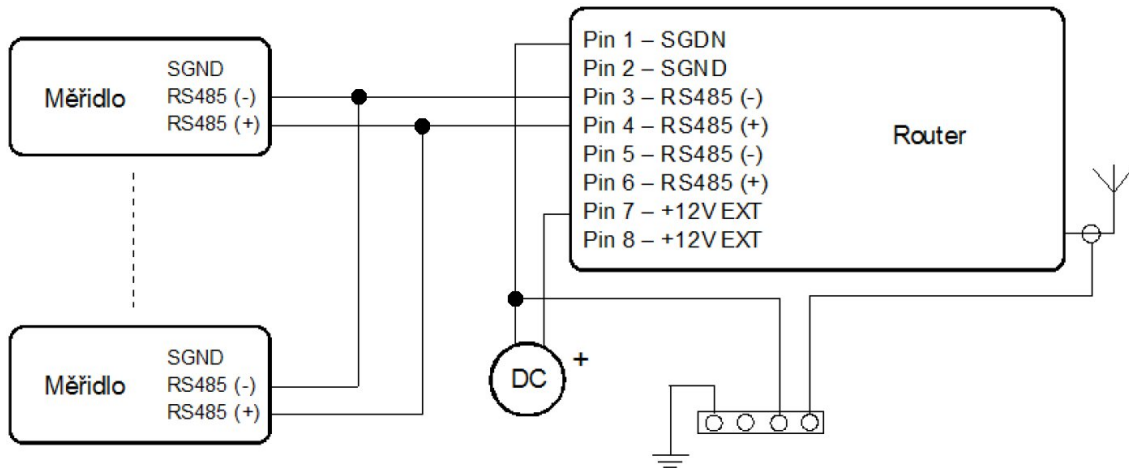 Měřidlo
SGND
RS485 (-)
RS485 (+)
Pin 1 – SGDN
Pin 2 – SGND
Pin 3 – RS485 (-)
Pin 4 – RS485 (+)
Pin 5 – RS485 (-)
Pin 6 – RS485 (+)
Pin 7 – +12V EXT
Pin 8 – +12V EXT
Router
Měřidlo
SGND
RS485 (-)
RS485 (+)
DC
+